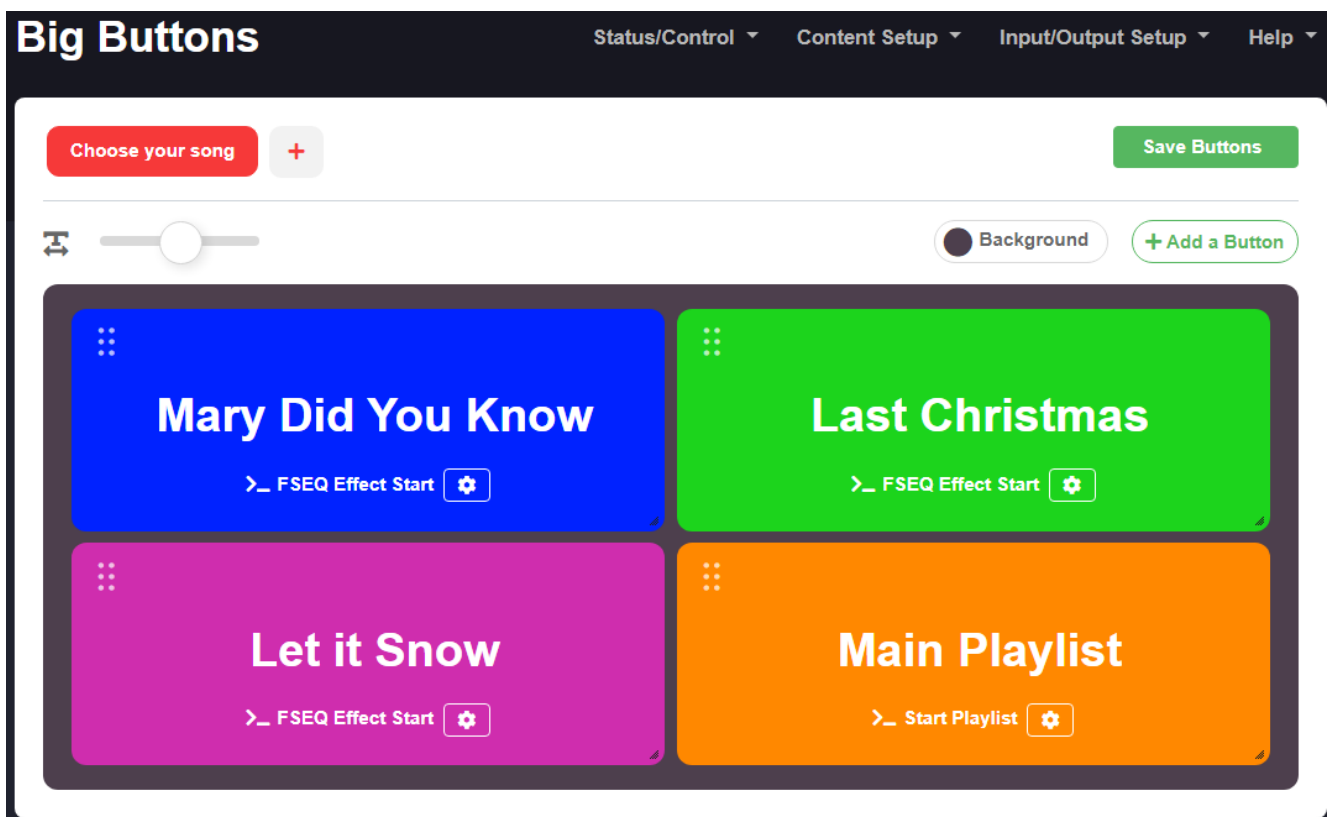 Big Buttons
Status/Control Content Setup Input/Output Setup Help
Choose your song +
Save Buttons
Background
+ Add a Button
Mary Did You Know
>_ FSEQ Effect Start
Last Christmas
>_ FSEQ Effect Start
Let it Snow
>_ FSEQ Effect Start
Main Playlist
>_ Start Playlist